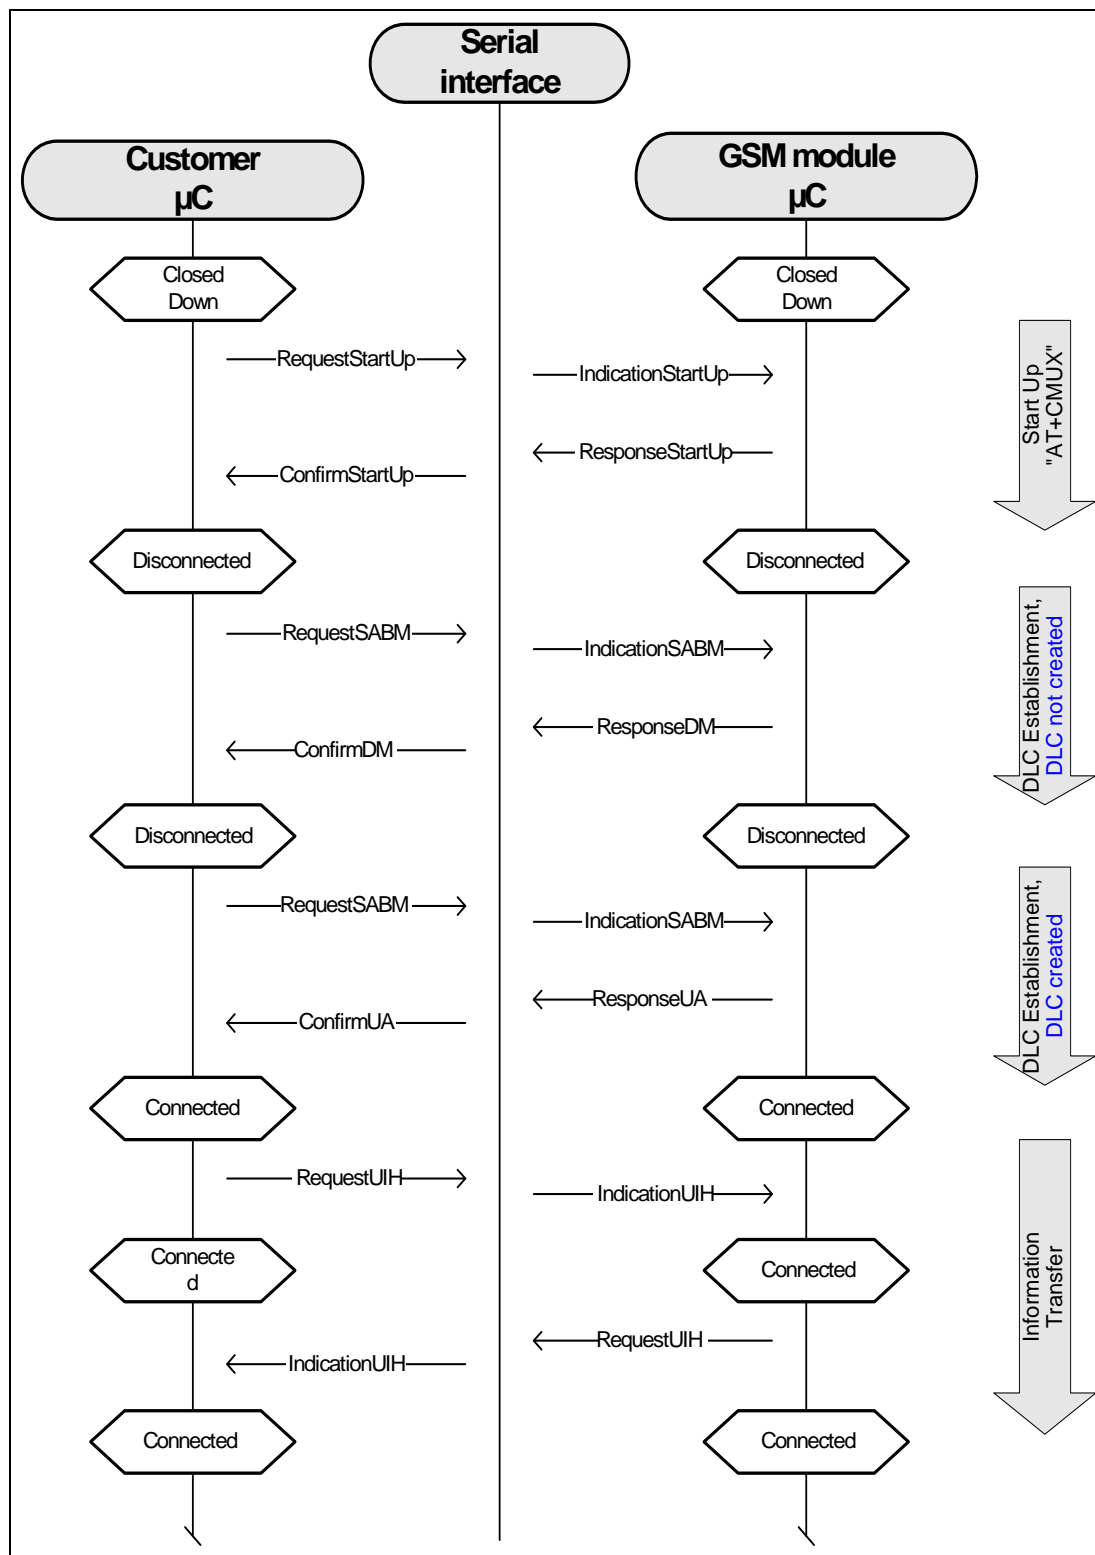 Serial
interface
Customer
µC
GSM module
µC
Closed
Down
Closed
Down
RequestStartUp
IndicationStartUp
ResponseStartUp
ConfirmStartUp
Start Up
"AT+CMUX"
Disconnected
Disconnected
RequestSABM
IndicationSABM
ResponseDM
ConfirmDM
DLC Establishment,
DLC not created
Disconnected
Disconnected
RequestSABM
IndicationSABM
ResponseUA
ConfirmUA
DLC Establishment,
DLC created
Connected
Connected
RequestUIH
IndicationUIH
Connecte
d
Connected
RequestUIH
IndicationUIH
Information
Transfer
Connected
Connected